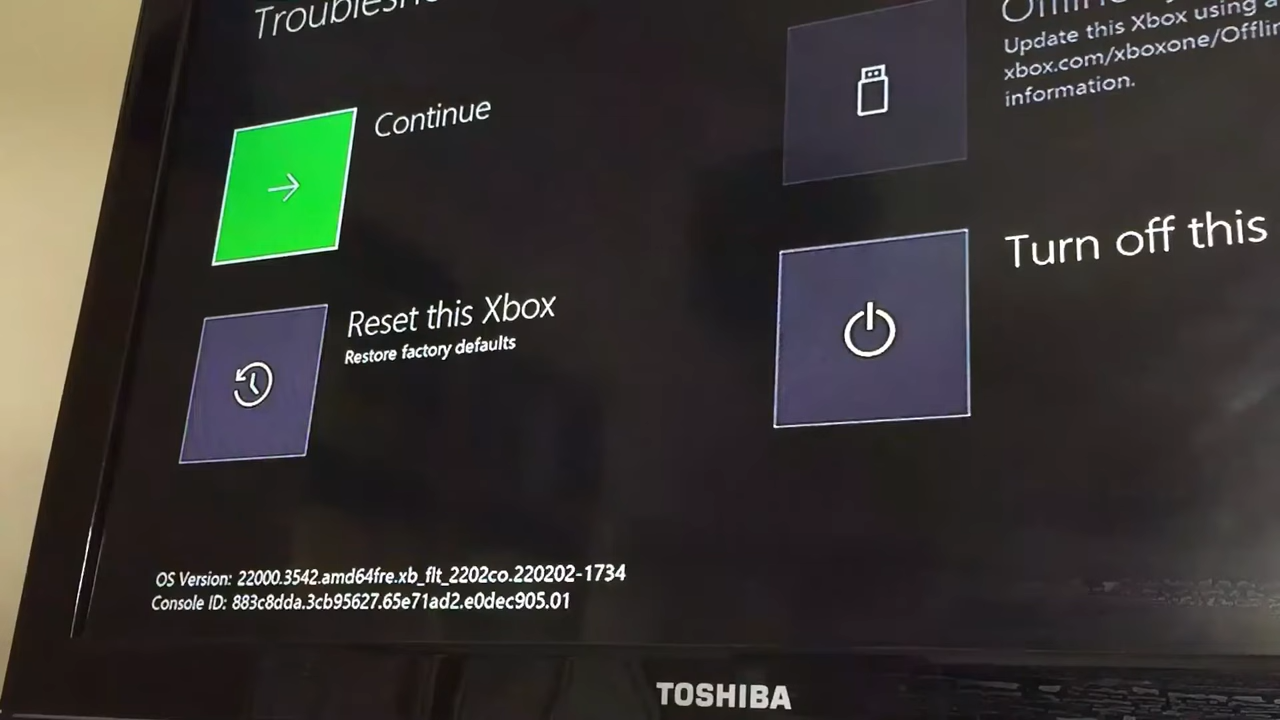 Continue
Reset this Xbox
Restore factory defaults
Update this Xbox using a
xbox.com/xboxone/Offlin
information.
Turn off this
OS Version: 22000.3542.amd64fre.xb_flt_2202co.220202-1734
Console ID: 883c8dda.3cb95627.65e71ad2.e0dec905.01
TOSHIBA